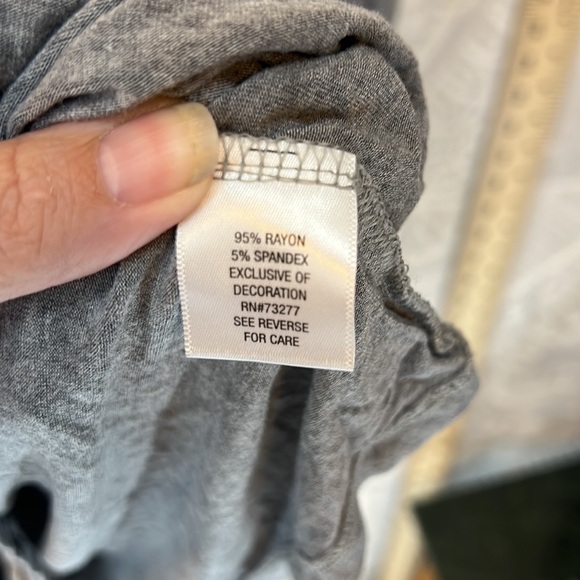 95% RAYON
5% SPANDEX
EXCLUSIVE OF
DECORATION
RN#73277
SEE REVERSE
FOR CARE